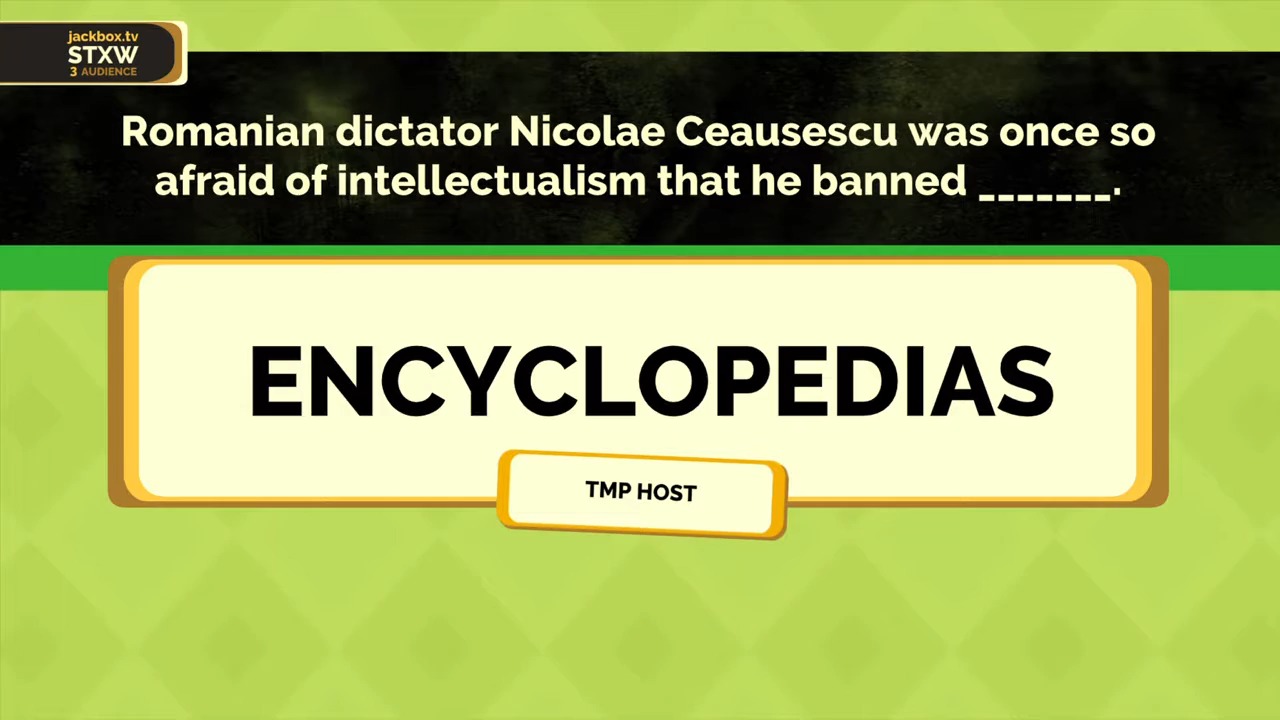 jackbox.tv
STXW
3 AUDIENCE
Romanian dictator Nicolae Ceausescu was once so
afraid of intellectualism that he banned _______.
ENCYCLOPEDIAS
TMP HOST